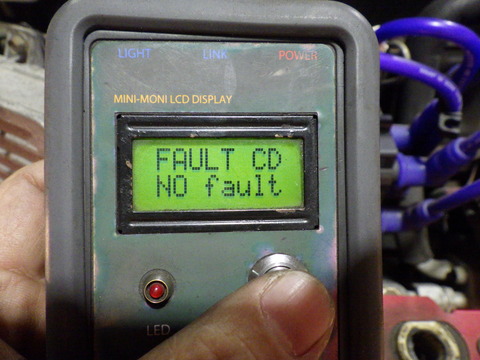 LIGHT LINK POWER
MINI-MONI LCD DISPLAY
FAULT CD
NO fault
LED